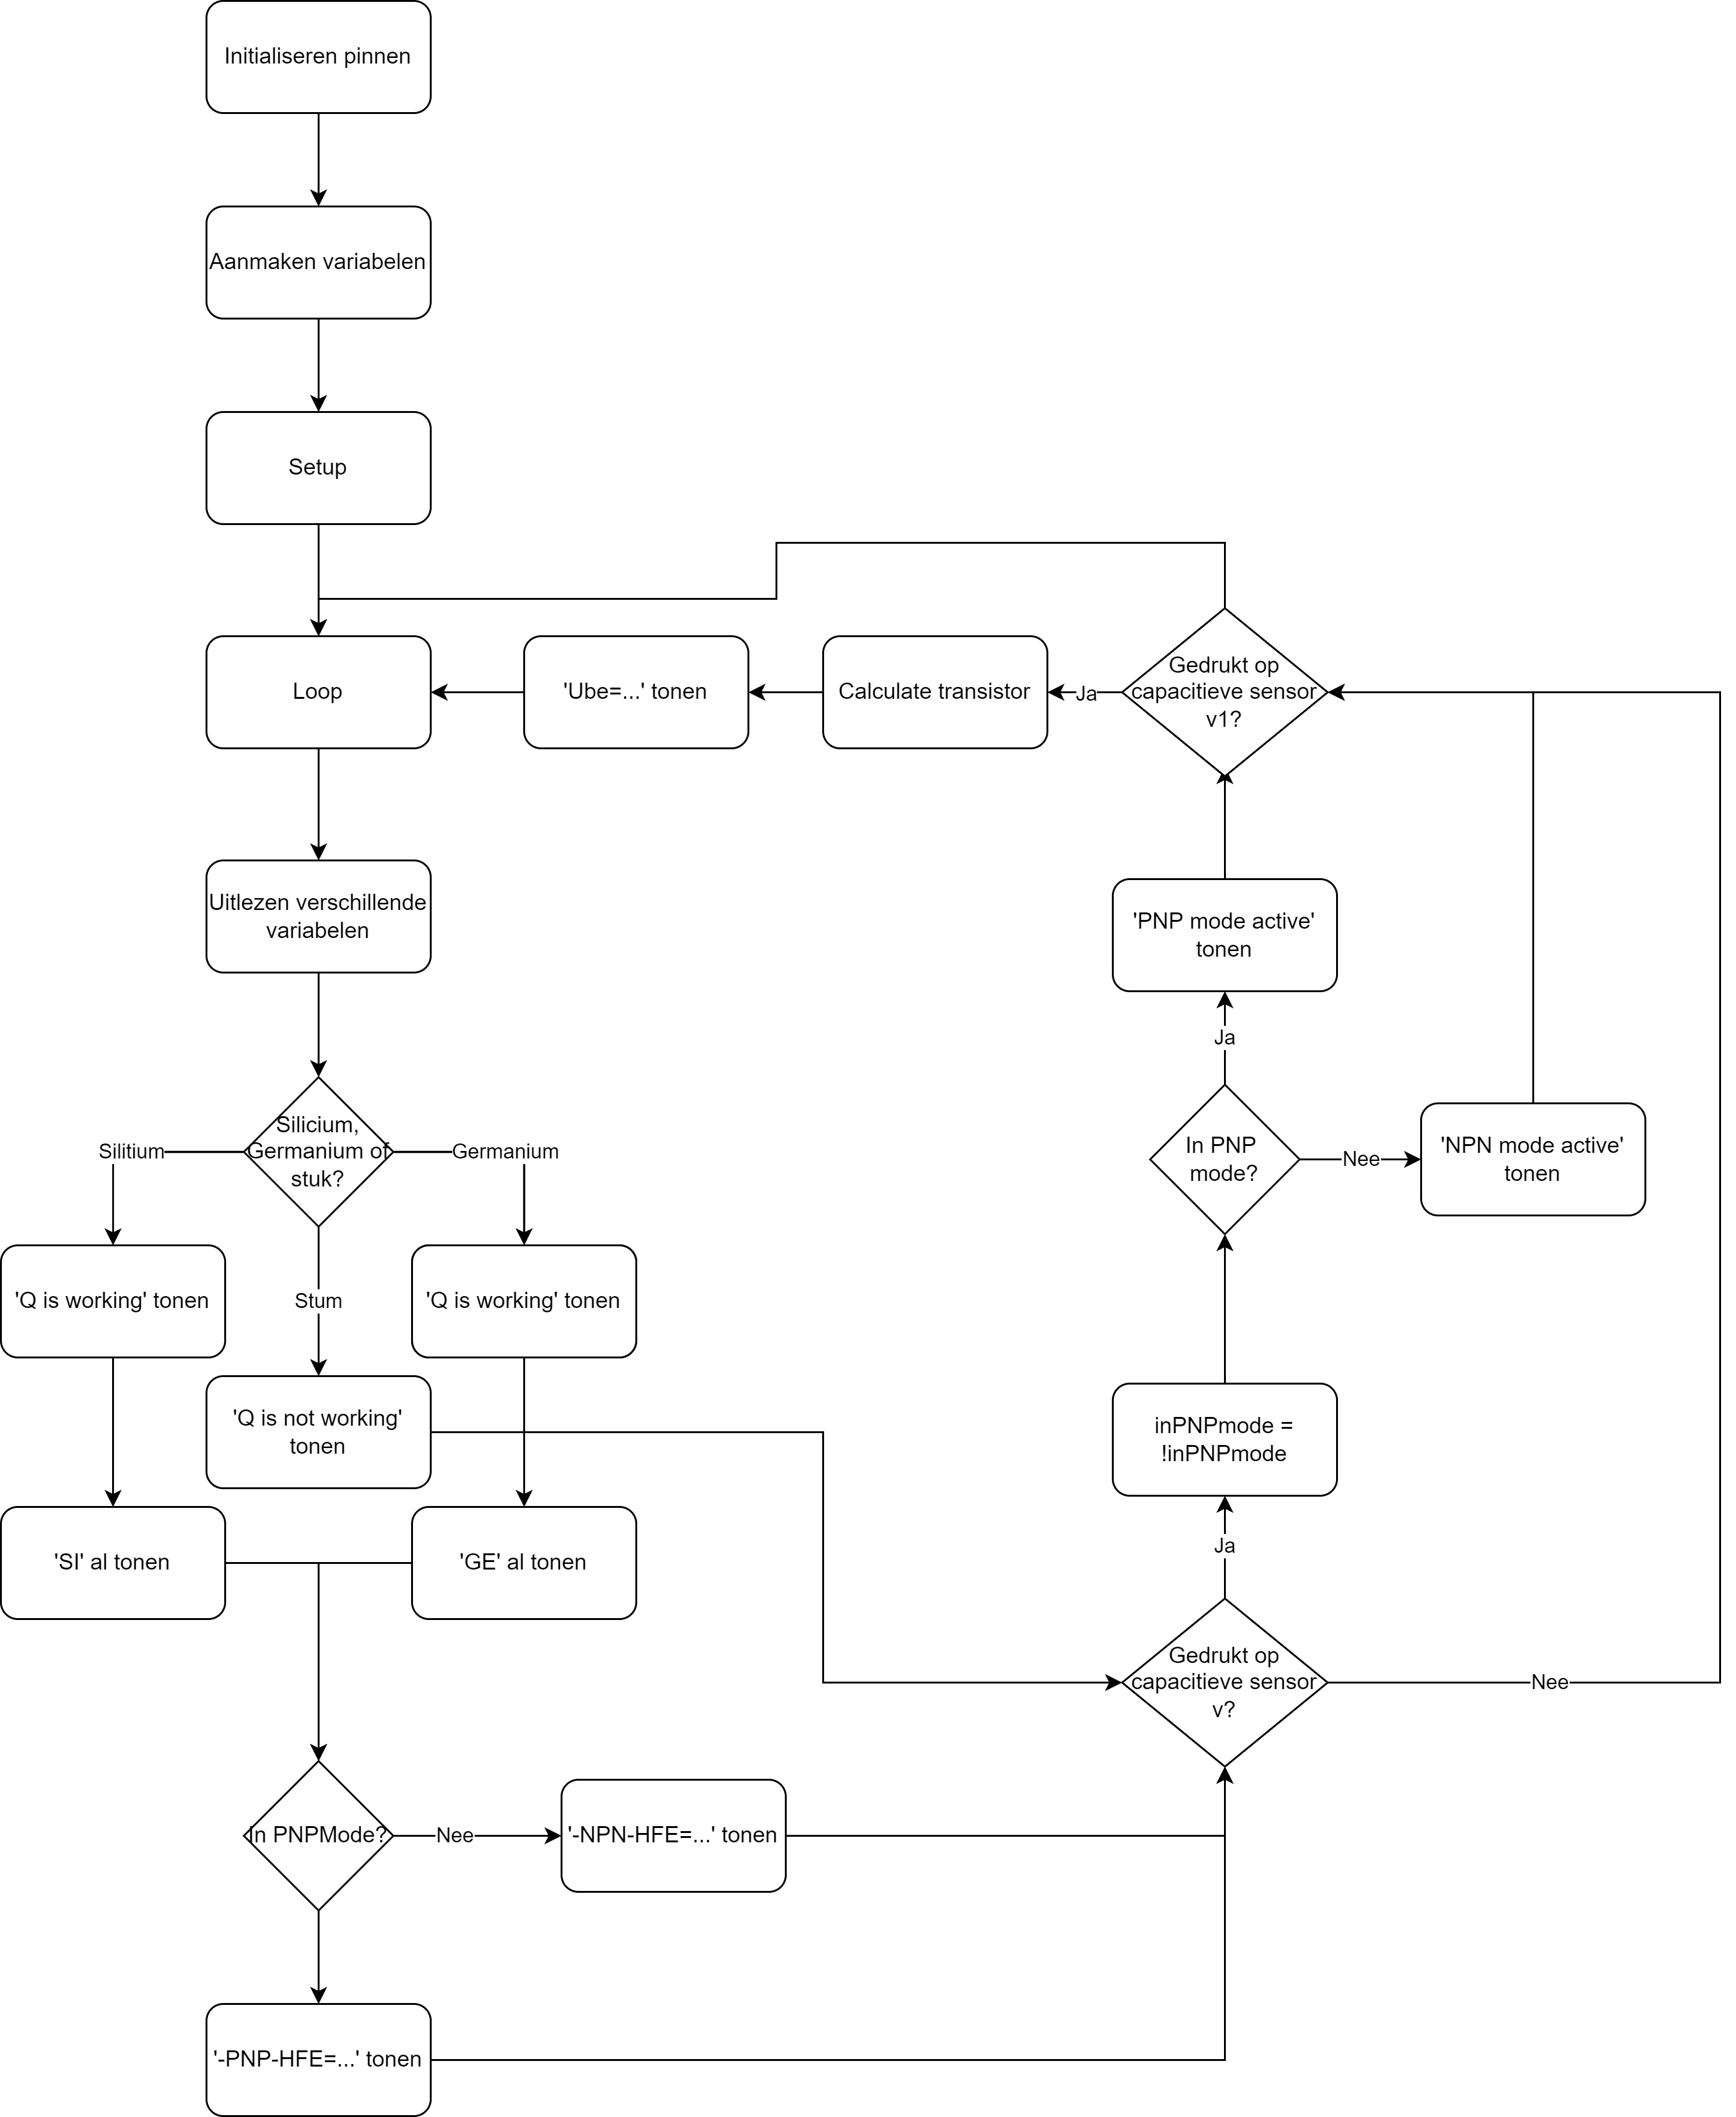 Initialiseren pinnen
Aanmaken variabelen
Setup
Loop
'Ube=...' tonen
Calculate transistor
Ja
Gedrukt op
capacitieve sensor
v1?
Uitlezen verschillende
variabelen
'PNP mode active'
tonen
Ja
Silicium,
Germanium of
stuk?
Silitium
Germanium
In PNP
mode?
Nee
'NPN mode active'
tonen
'Q is working' tonen
Stum
'Q is working' tonen
'Q is not working'
tonen
inPNPmode =
!inPNPmode
'SI' al tonen
'GE' al tonen
Ja
Gedrukt op
capacitieve sensor
v?
Nee
In PNPMode?
Nee
'-NPN-HFE=...' tonen
'-PNP-HFE=...' tonen